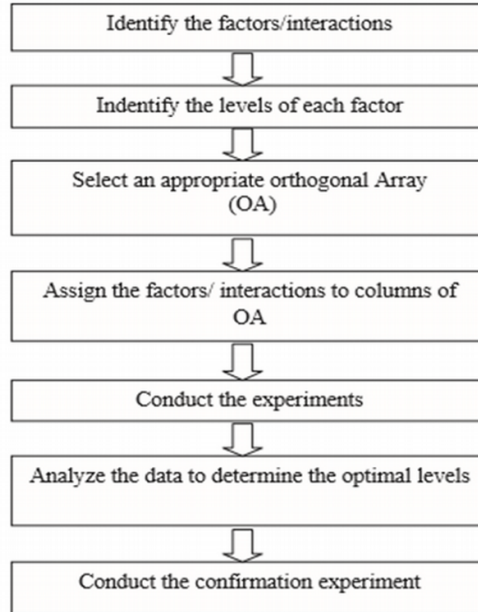 Identify the factors/interactions
Indentify the levels of each factor
Select an appropriate orthogonal Array
(OA)
Assign the factors/ interactions to columns of
OA
Conduct the experiments
Analyze the data to determine the optimal levels
Conduct the confirmation experiment